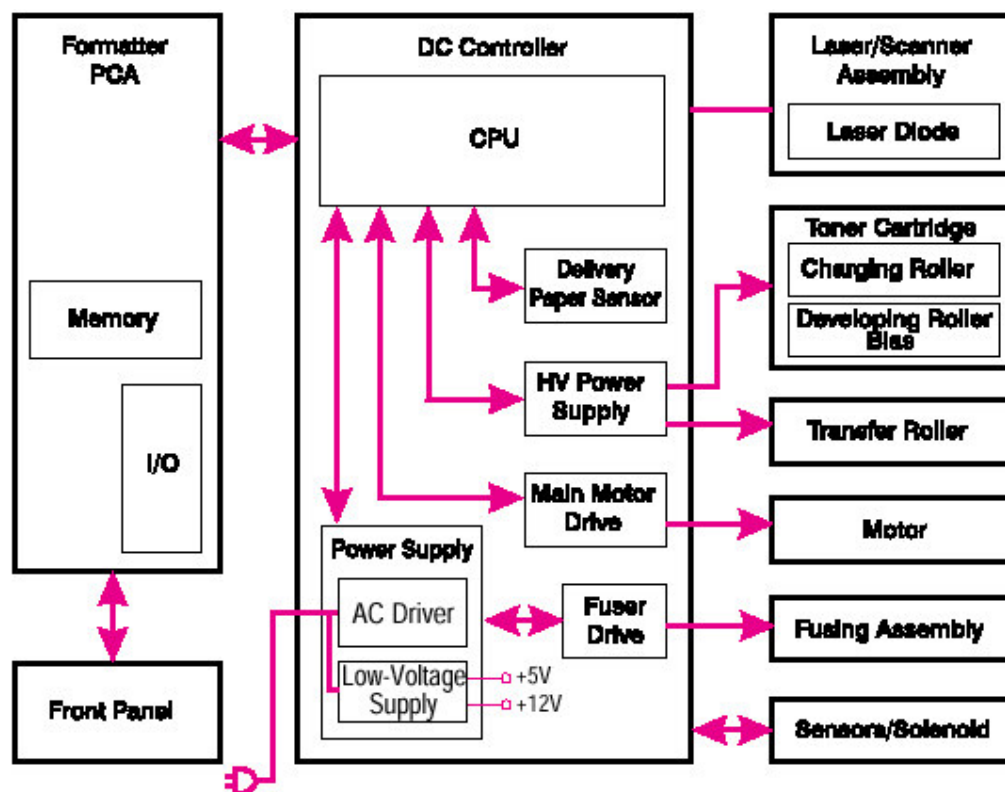 Formatter
PCA
Memory
I/O
Front Panel
DC Controller
CPU
Delivery
Paper Sensor
HV Power
Supply
Main Motor
Drive
Power Supply
AC Driver
Low-Voltage
Supply
+5V
+12V
Fuser
Drive
Laser/Scanner
Assembly
Laser Diode
Toner Cartridge
Charging Roller
Developing Roller
Bias
Transfer Roller
Motor
Fusing Assembly
Sensors/Solenoid